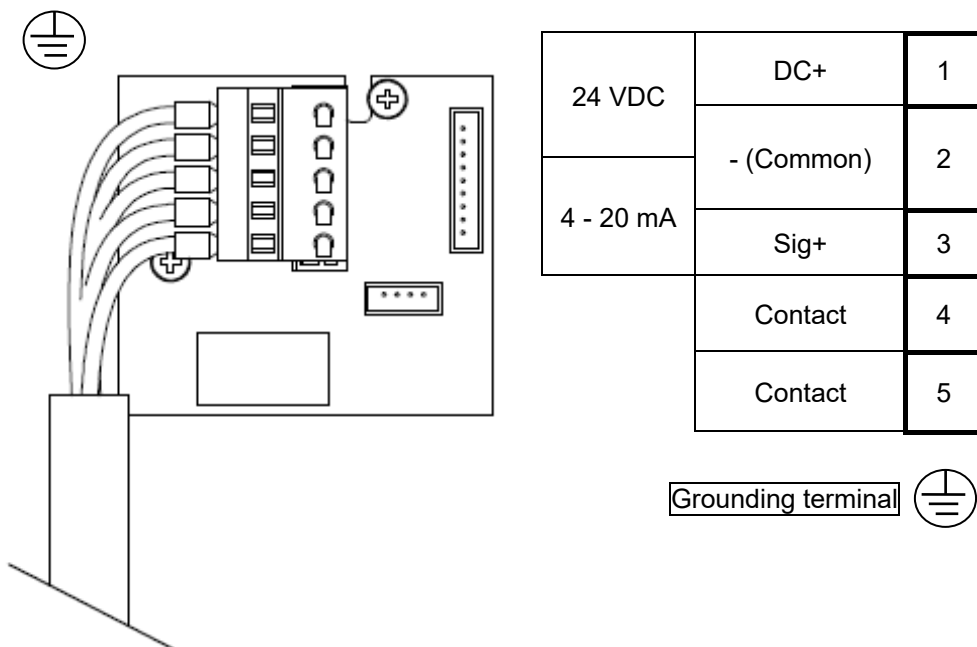 24 VDC
DC+
1
- (Common)
2
4 - 20 mA
Sig+
3
Contact
4
Contact
5
Grounding terminal